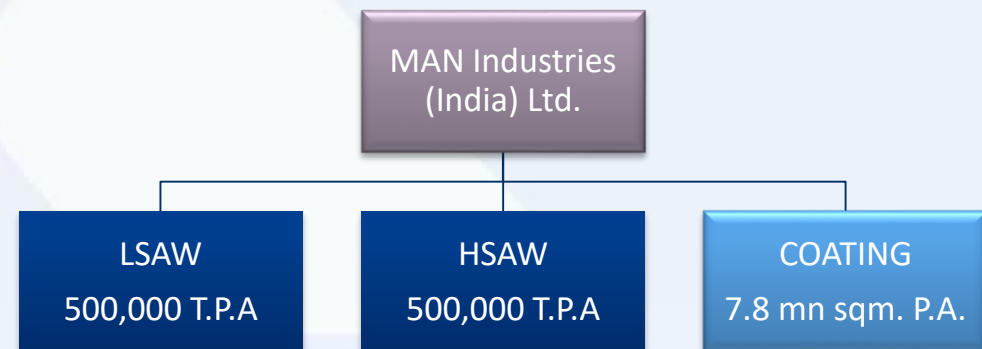 MAN Industries
(India) Ltd.
LSAW
500,000 T.P.A
HSAW
500,000 T.P.A
COATING
7.8 mn sqm. P.A.